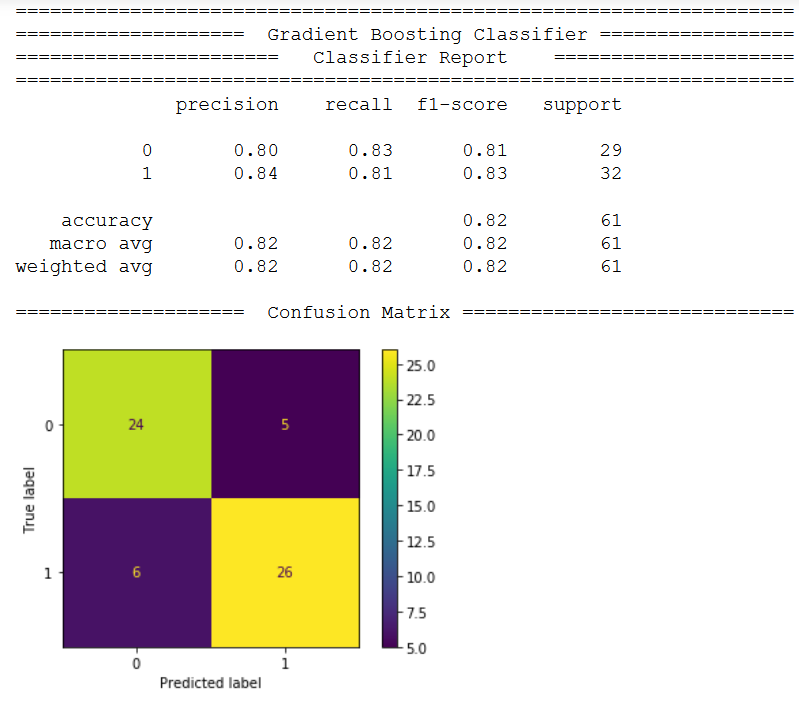 ====================================================================
==================== Gradient Boosting Classifier =================
======================= Classifier Report =====================
====================================================================
precision recall f1-score support
0 0.80 0.83 0.81 29
1 0.84 0.81 0.83 32
accuracy 0.82 61
macro avg 0.82 0.82 0.82 61
weighted avg 0.82 0.82 0.82 61
==================== Confusion Matrix =============================
25.0
0 24 5
22.5
20.0
17.5
True label
15.0
12.5
1 6 26
10.0
7.5
5.0
0 1
Predicted label